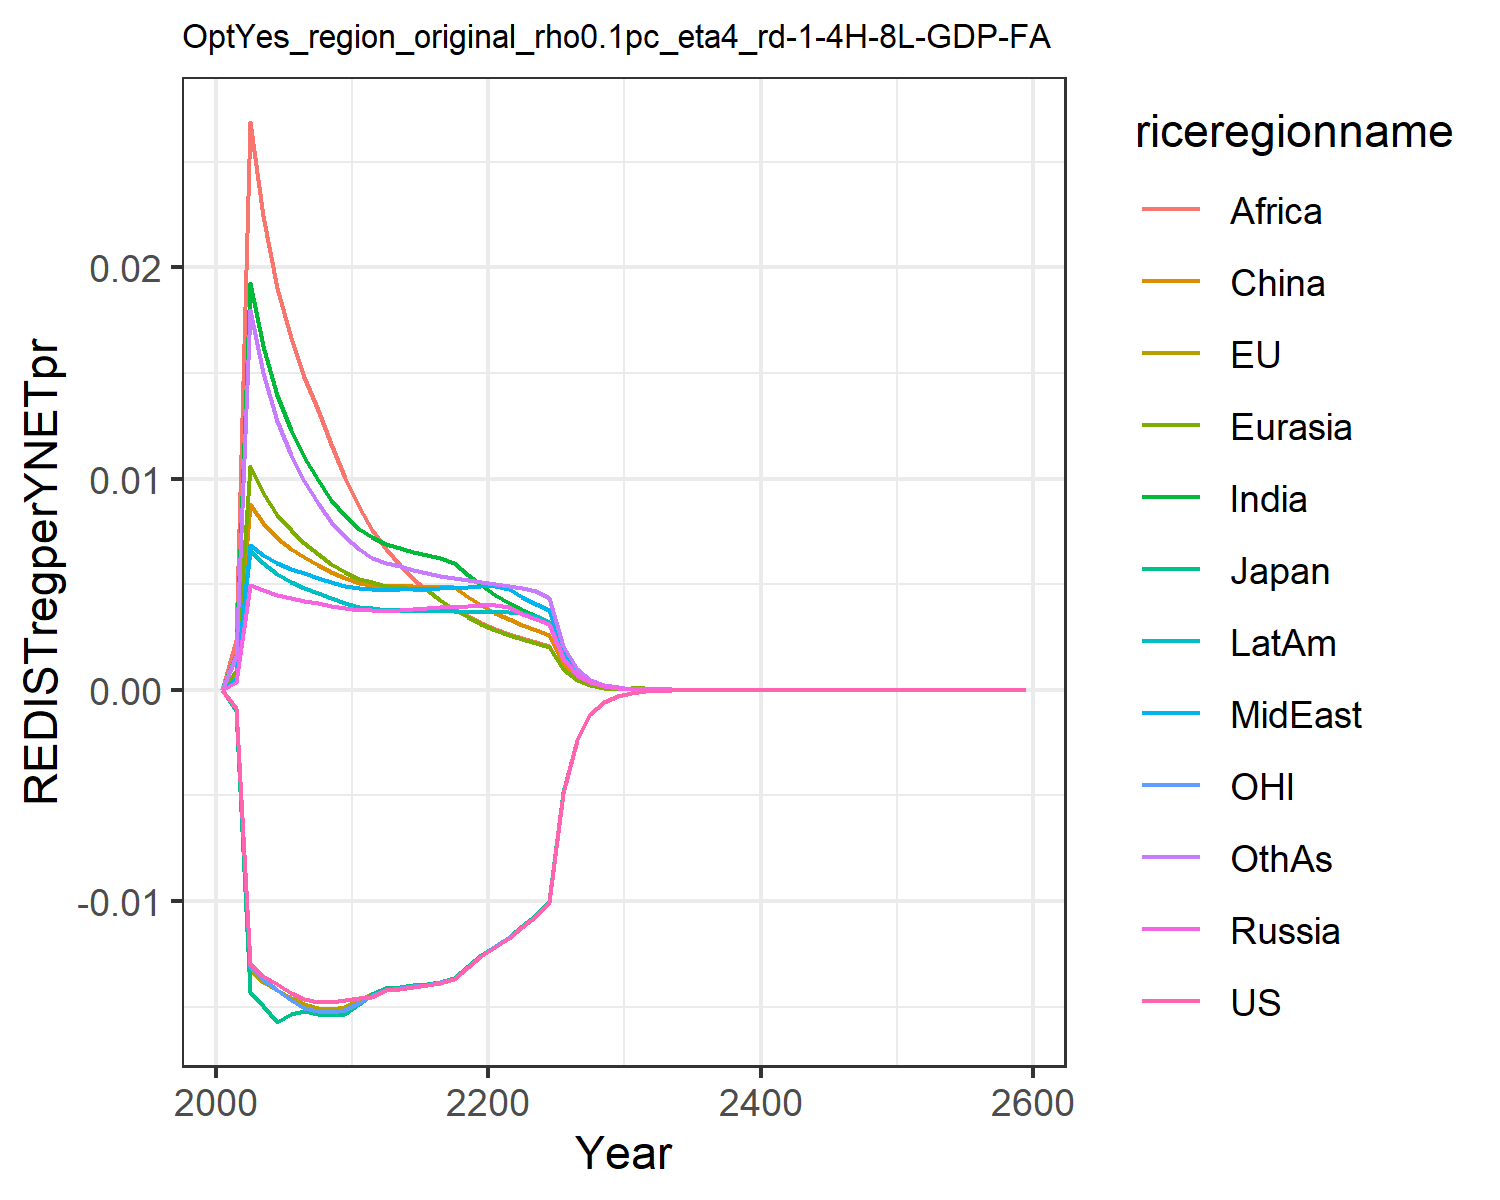 OptYes_region_original_rho0.1pc_eta4_rd-1-4H-8L-GDP-FA
REDISTregperYNETpr
0.02
0.01
0.00
-0.01
2000
2200
2400
2600
Year
riceregionname
Africa
China
EU
Eurasia
India
Japan
LatAm
MidEast
OHI
OthAs
Russia
US